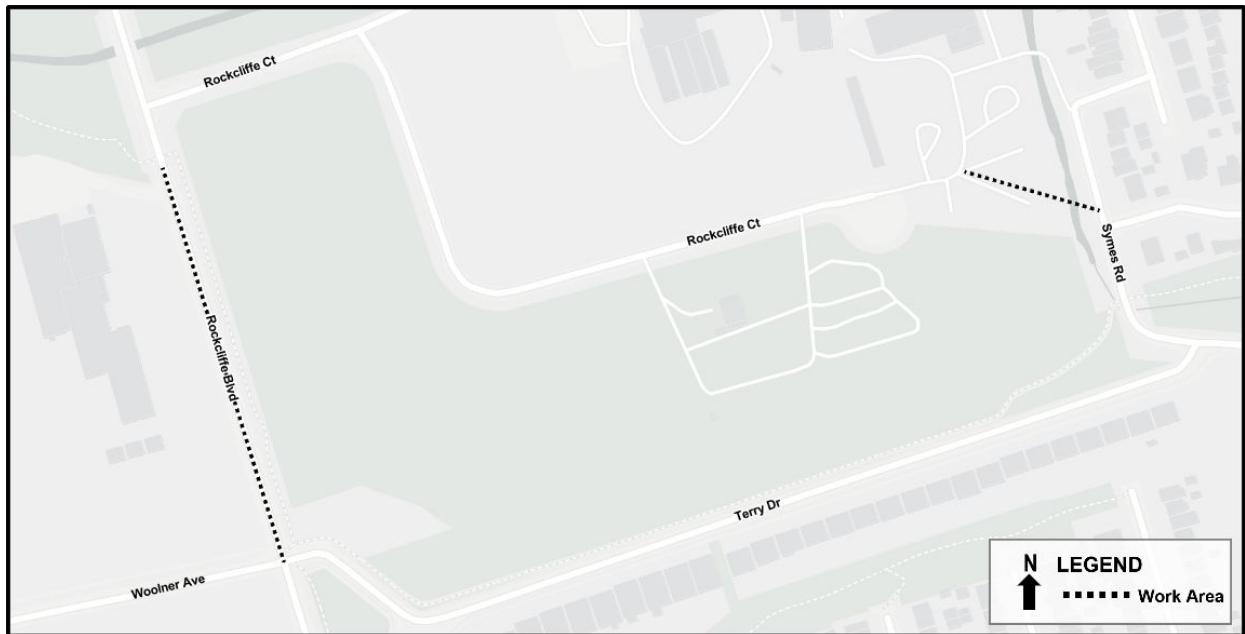 Rockcliffe Ct
Rockcliffe Ct
Symes Rd
Rockcliffe Blvd
Terry Dr
Woolner Ave
N LEGEND
Work Area